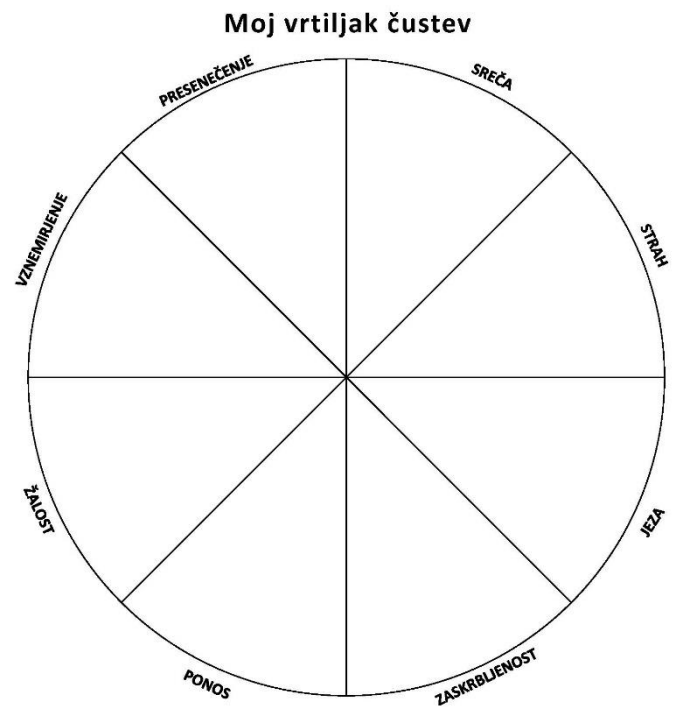 Moj vrtiljak čustev
SREČA
STRAH
JEZA
ZASKRBLJENOST
PONOS
ŽALOST
VZNEMIRJENJE
PRESENEČENJE